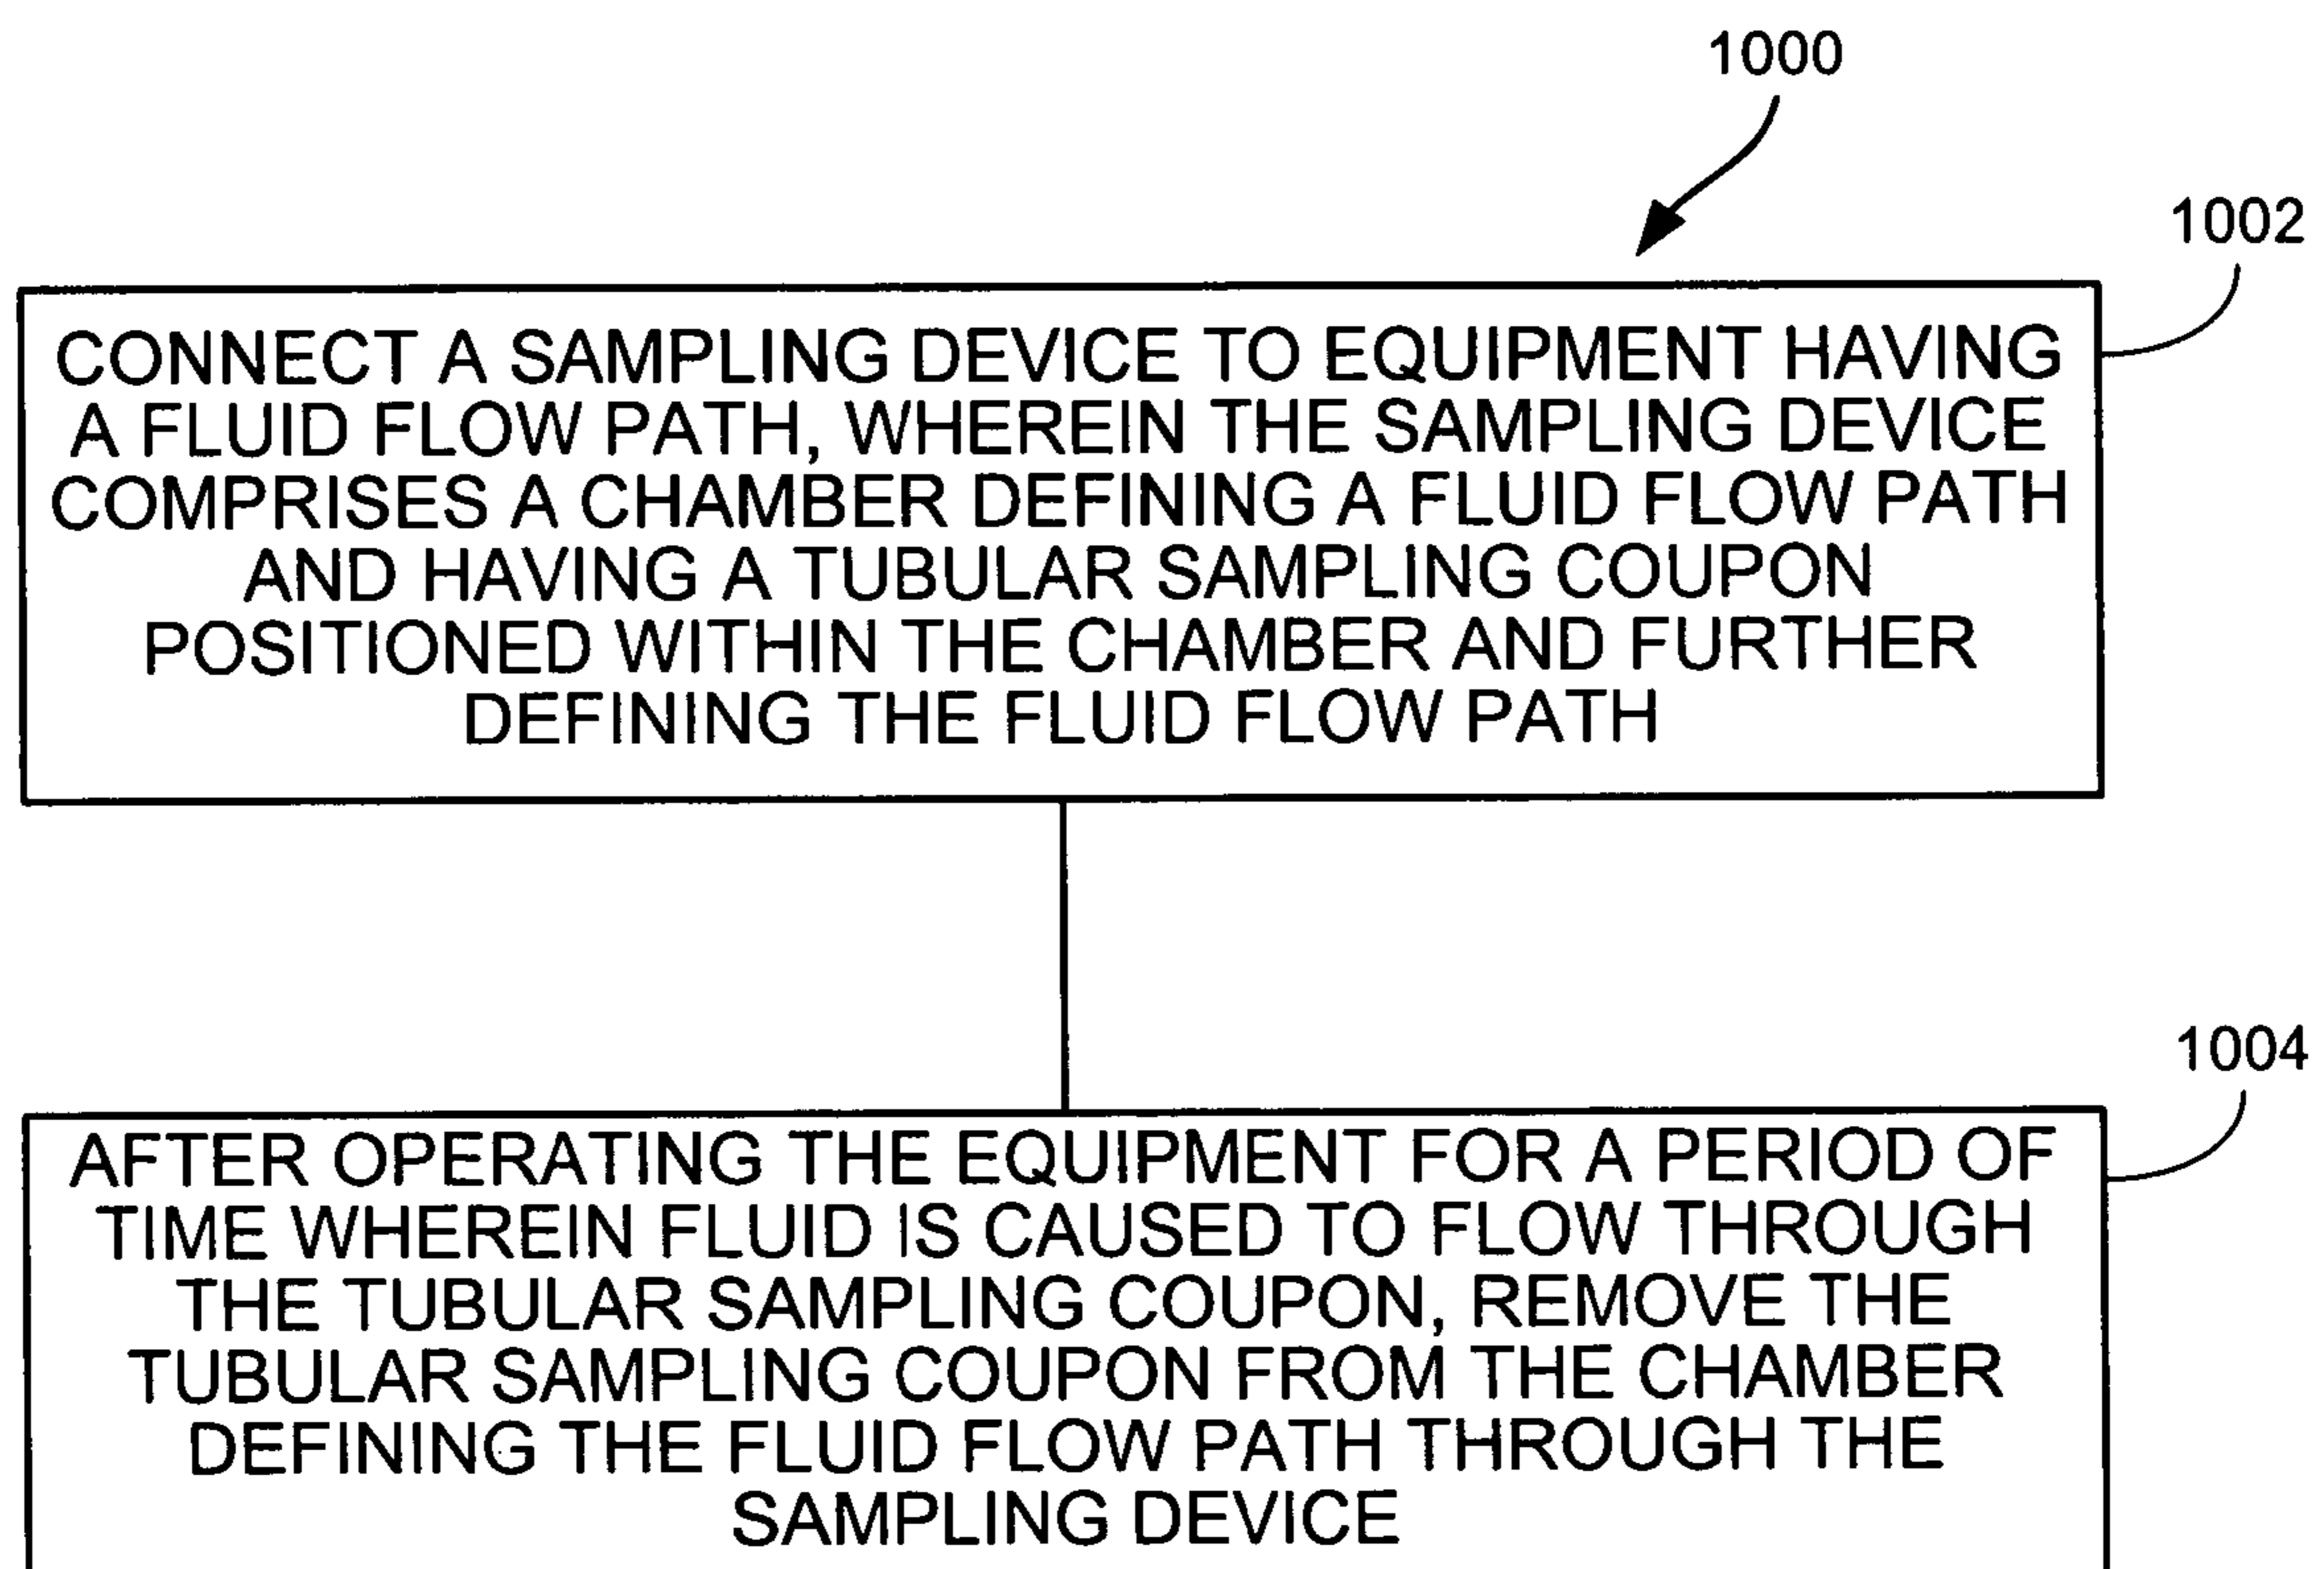 1000
1002
CONNECT A SAMPLING DEVICE TO EQUIPMENT HAVING
A FLUID FLOW PATH, WHEREIN THE SAMPLING DEVICE
COMPRISES A CHAMBER DEFINING A FLUID FLOW PATH
AND HAVING A TUBULAR SAMPLING COUPON
POSITIONED WITHIN THE CHAMBER AND FURTHER
DEFINING THE FLUID FLOW PATH
1004
AFTER OPERATING THE EQUIPMENT FOR A PERIOD OF
TIME WHEREIN FLUID IS CAUSED TO FLOW THROUGH
THE TUBULAR SAMPLING COUPON, REMOVE THE
TUBULAR SAMPLING COUPON FROM THE CHAMBER
DEFINING THE FLUID FLOW PATH THROUGH THE
SAMPLING DEVICE